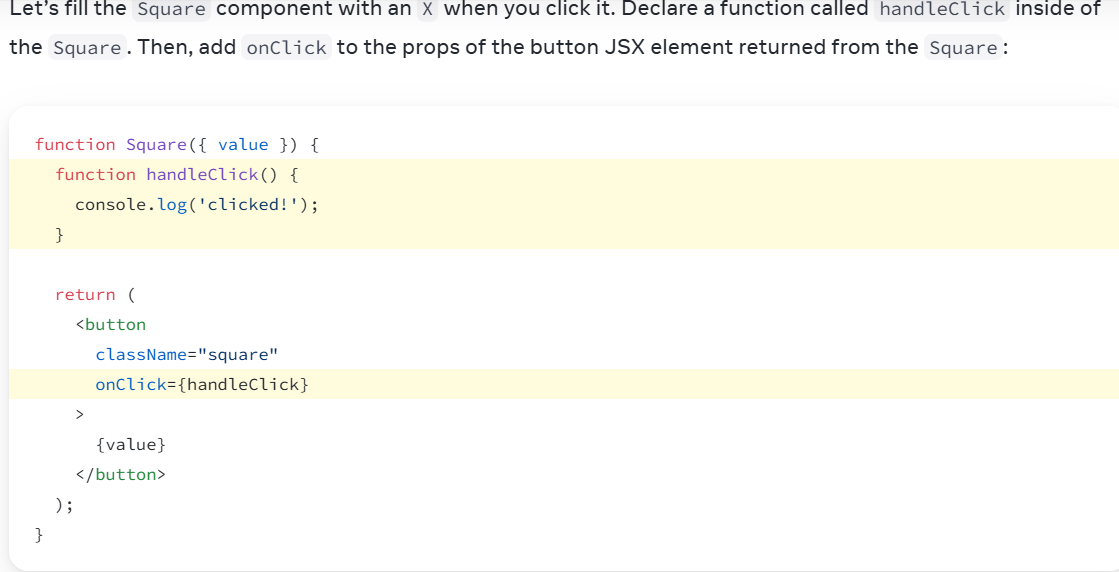 Let’s fill the Square component with an X when you click it. Declare a function called handleClick inside of
the Square. Then, add onClick to the props of the button JSX element returned from the Square:
function Square({ value }) {
  function handleClick() {
    console.log('clicked!');
  }
  return (
    <button
      className="square"
      onClick={handleClick}
    >
      {value}
    </button>
  );
}